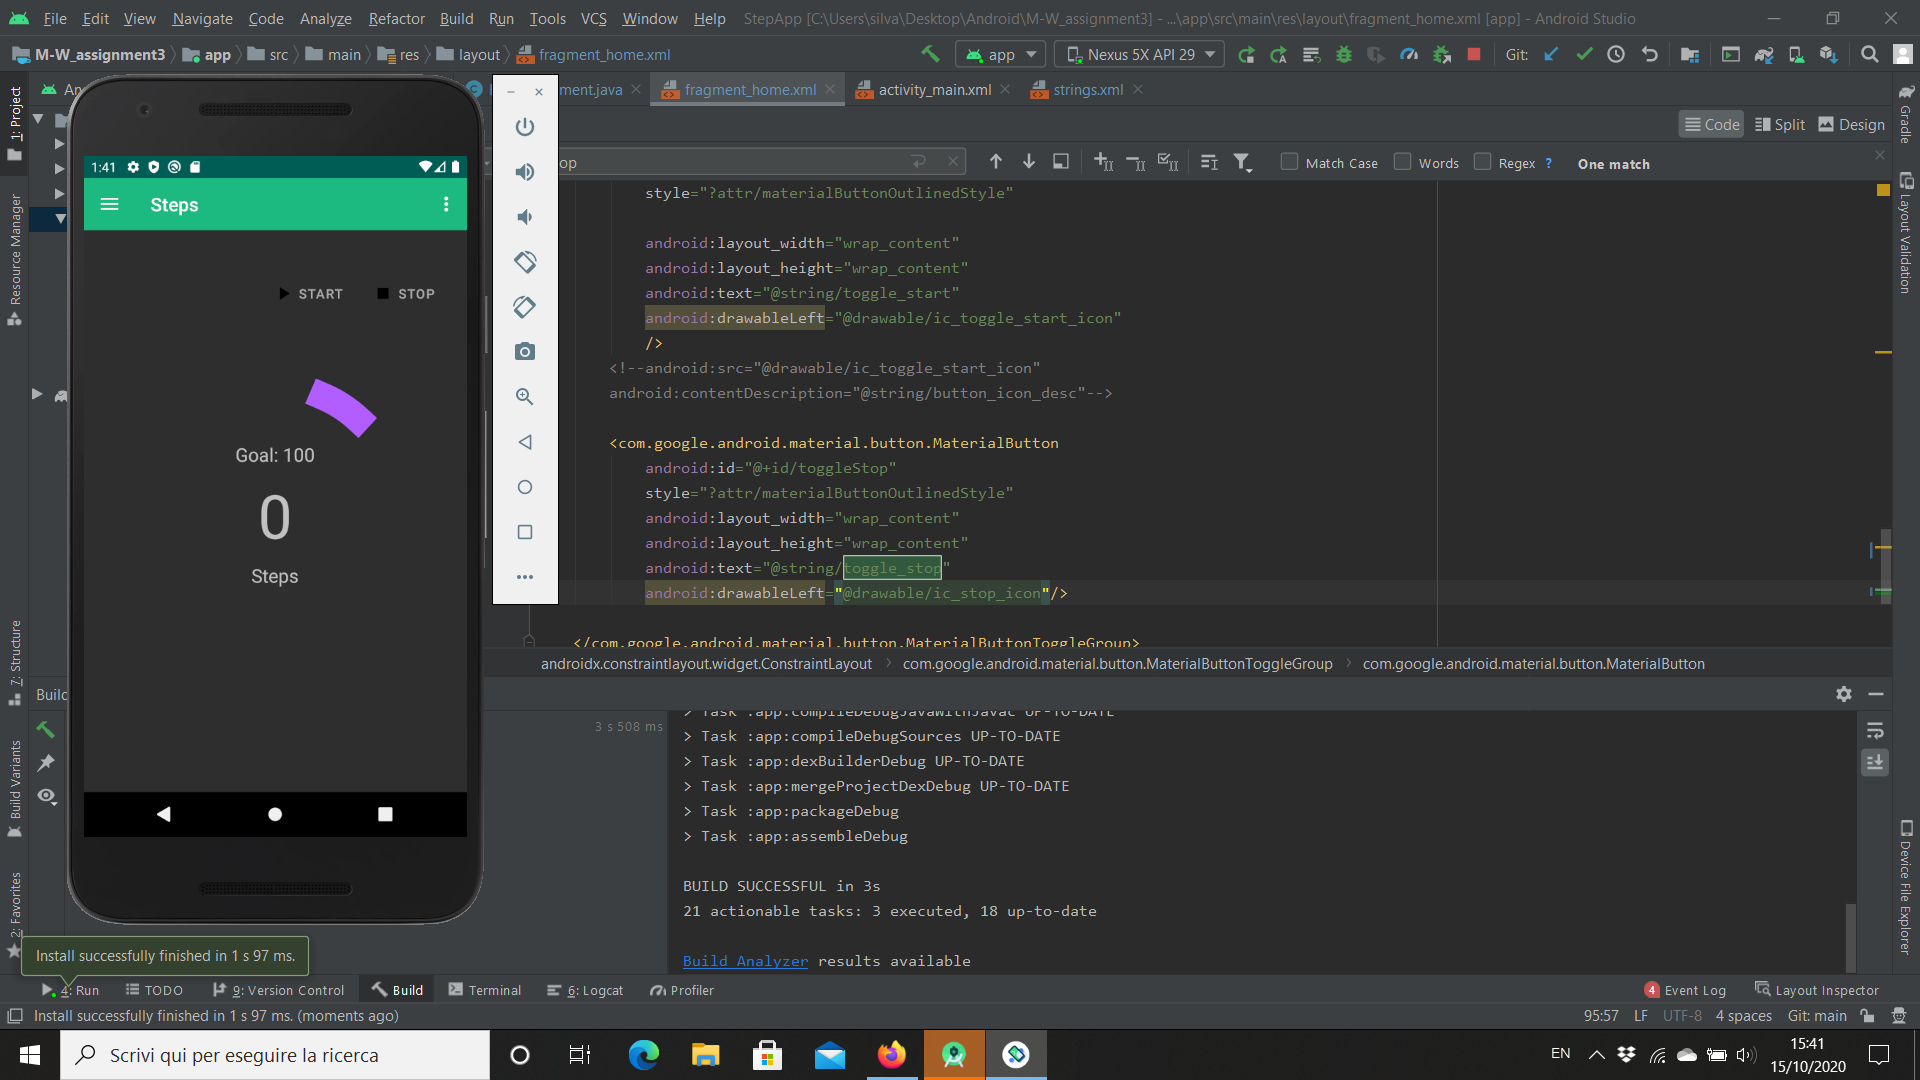 File Edit View Navigate Code Analyze Refactor Build Run Tools VCS Window Help StepApp [C:\Users\silva\Desktop\Android\M-W_assignment3] - ...\app\src\main\res\layout\fragment_home.xml [app] - Android Studio
M-W_assignment3 app src main res layout fragment_home.xml app Nexus 5X API 29 Git:
An ment.java fragment_home.xml activity_main.xml strings.xml
Code Split Design
op Match Case Words Regex ? One match
1: Project
Resource Manager
7: Structure
Build Variants
2: Favorites
Gradle
Layout Validation
Device File Explorer
1:41
Steps
START STOP
Goal: 100
0
Steps
style="?attr/materialButtonOutlinedStyle"
android:layout_width="wrap_content"
android:layout_height="wrap_content"
android:text="@string/toggle_start"
android:drawableLeft="@drawable/ic_toggle_start_icon"
/>
<!--android:src="@drawable/ic_toggle_start_icon"
android:contentDescription="@string/button_icon_desc"-->
<com.google.android.material.button.MaterialButton
android:id="@+id/toggleStop"
style="?attr/materialButtonOutlinedStyle"
android:layout_width="wrap_content"
android:layout_height="wrap_content"
android:text="@string/toggle_stop"
android:drawableLeft="@drawable/ic_stop_icon"/>
</com.google.android.material.button.MaterialButtonToggleGroup>
androidx.constraintlayout.widget.ConstraintLayout com.google.android.material.button.MaterialButtonToggleGroup com.google.android.material.button.MaterialButton
Build
3 s 508 ms
> Task :app:compileDebugJavaWithJavac UP-TO-DATE
> Task :app:compileDebugSources UP-TO-DATE
> Task :app:dexBuilderDebug UP-TO-DATE
> Task :app:mergeProjectDexDebug UP-TO-DATE
> Task :app:packageDebug
> Task :app:assembleDebug
BUILD SUCCESSFUL in 3s
21 actionable tasks: 3 executed, 18 up-to-date
Build Analyzer results available
Install successfully finished in 1 s 97 ms.
4: Run TODO 9: Version Control Build Terminal 6: Logcat Profiler 4 Event Log Layout Inspector
Install successfully finished in 1 s 97 ms. (moments ago) 95:57 LF UTF-8 4 spaces Git: main
Scrivi qui per eseguire la ricerca EN 15:41
15/10/2020